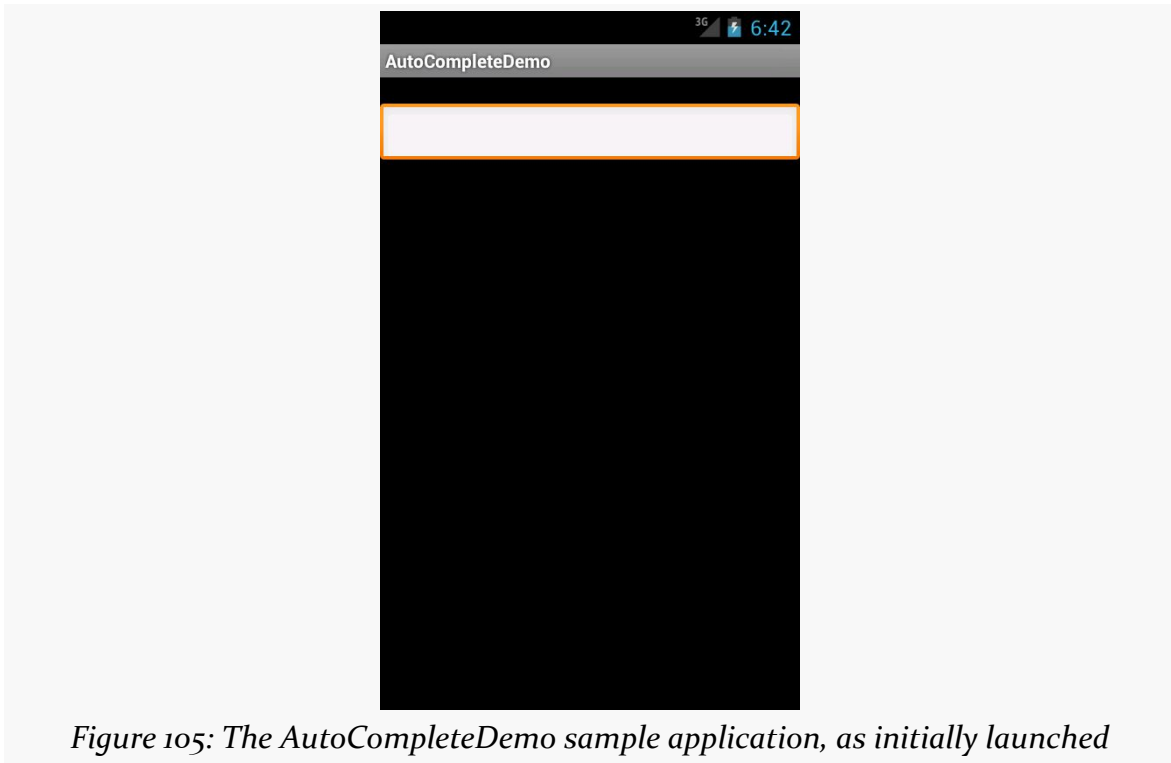 3G 6:42
AutoCompleteDemo
Figure 105: The AutoCompleteDemo sample application, as initially launched